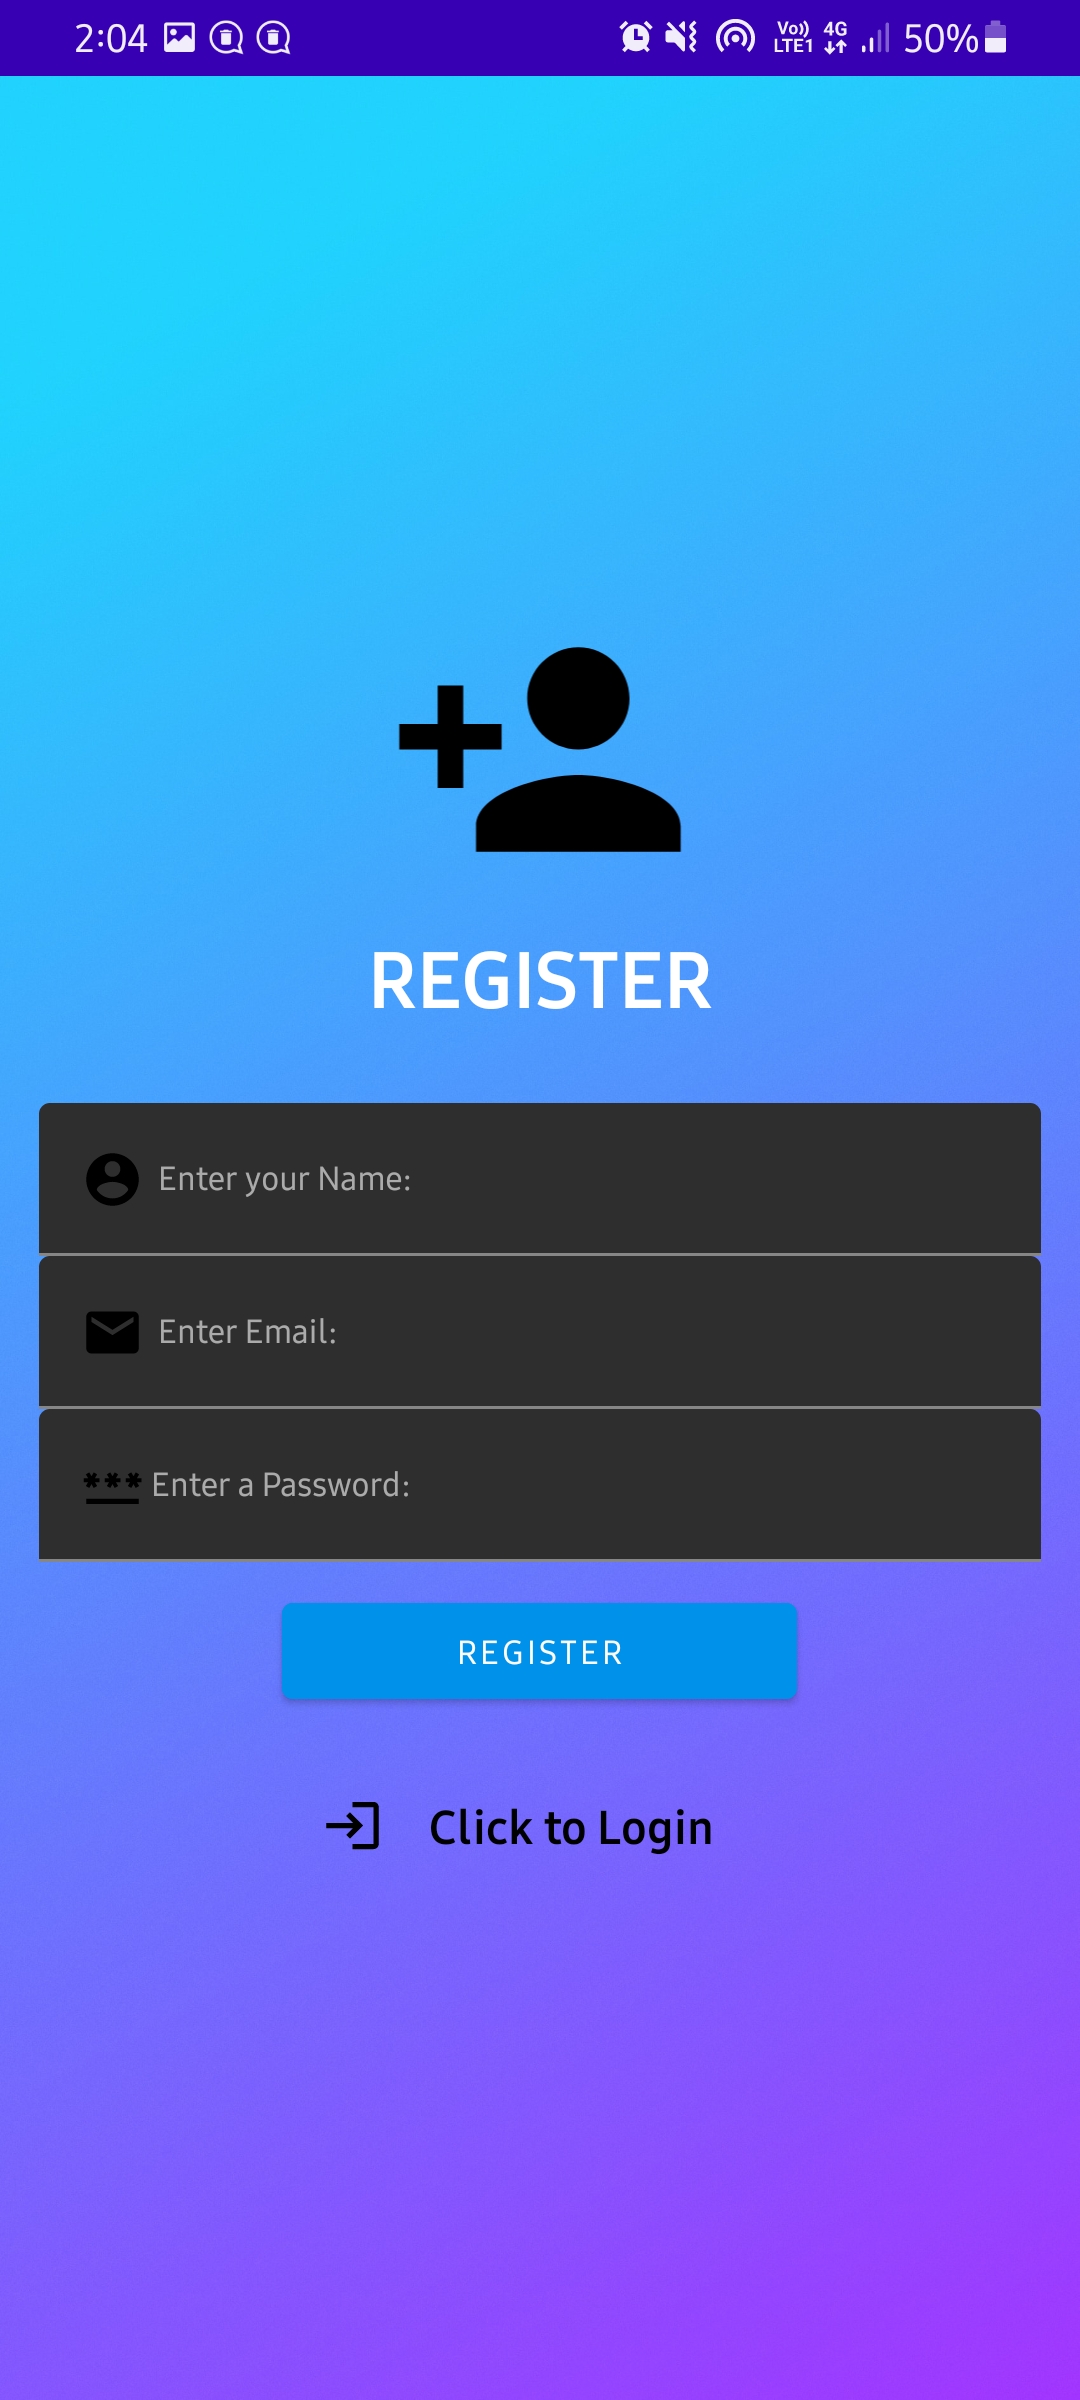 2:04 Vo)) LTE1 4G 50%
REGISTER
Enter your Name:
Enter Email:
*** Enter a Password:
REGISTER
Click to Login